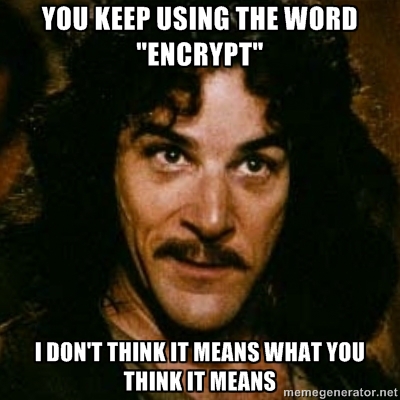 YOU KEEP USING THE WORD
"ENCRYPT"
I DON'T THINK IT MEANS WHAT YOU
THINK IT MEANS
memegenerator.net